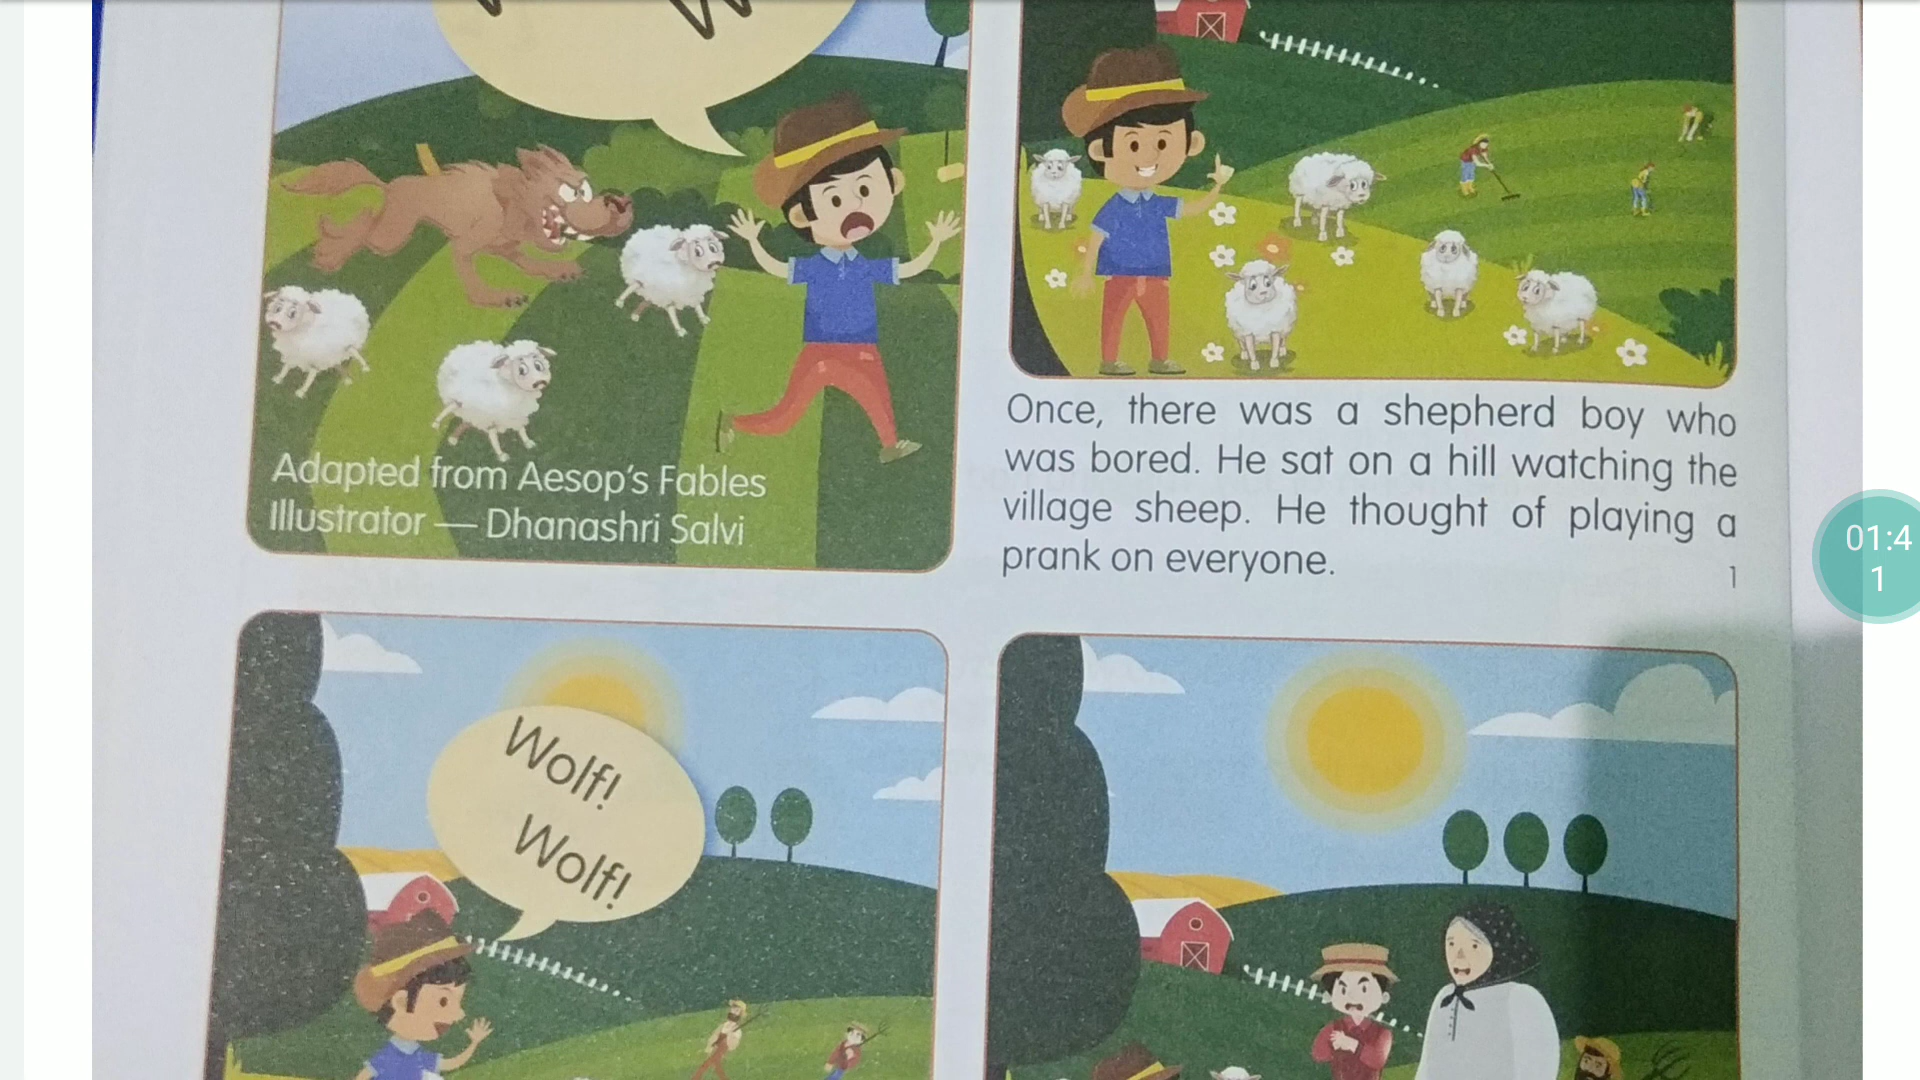 Adapted from Aesop's Fables
Illustrator — Dhanashri Salvi
Once, there was a shepherd boy who
was bored. He sat on a hill watching the
village sheep. He thought of playing a
prank on everyone.
1
Wolf!
Wolf!
01:4
1